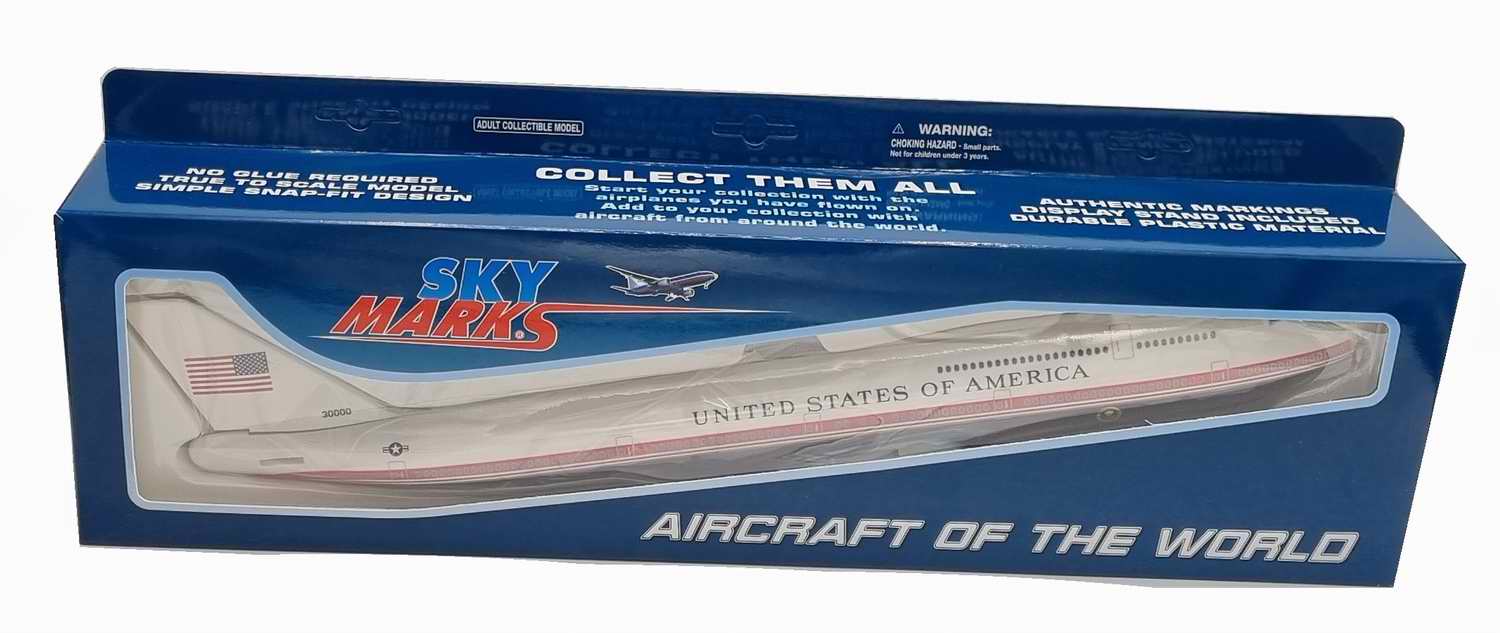 ADULT COLLECTIBLE MODEL
WARNING:
CHOKING HAZARD - Small parts.
Not for children under 3 years.
NO GLUE REQUIRED
TRUE TO SCALE MODEL
SIMPLE SNAP-FIT DESIGN
COLLECT THEM ALL
Start your collection with the
airplanes you have flown on.
Add to your collection with
aircraft from around the world.
AUTHENTIC MARKINGS
DISPLAY STAND INCLUDED
DURABLE PLASTIC MATERIAL
SKY
MARKS®
30000
UNITED STATES OF AMERICA
AIRCRAFT OF THE WORLD